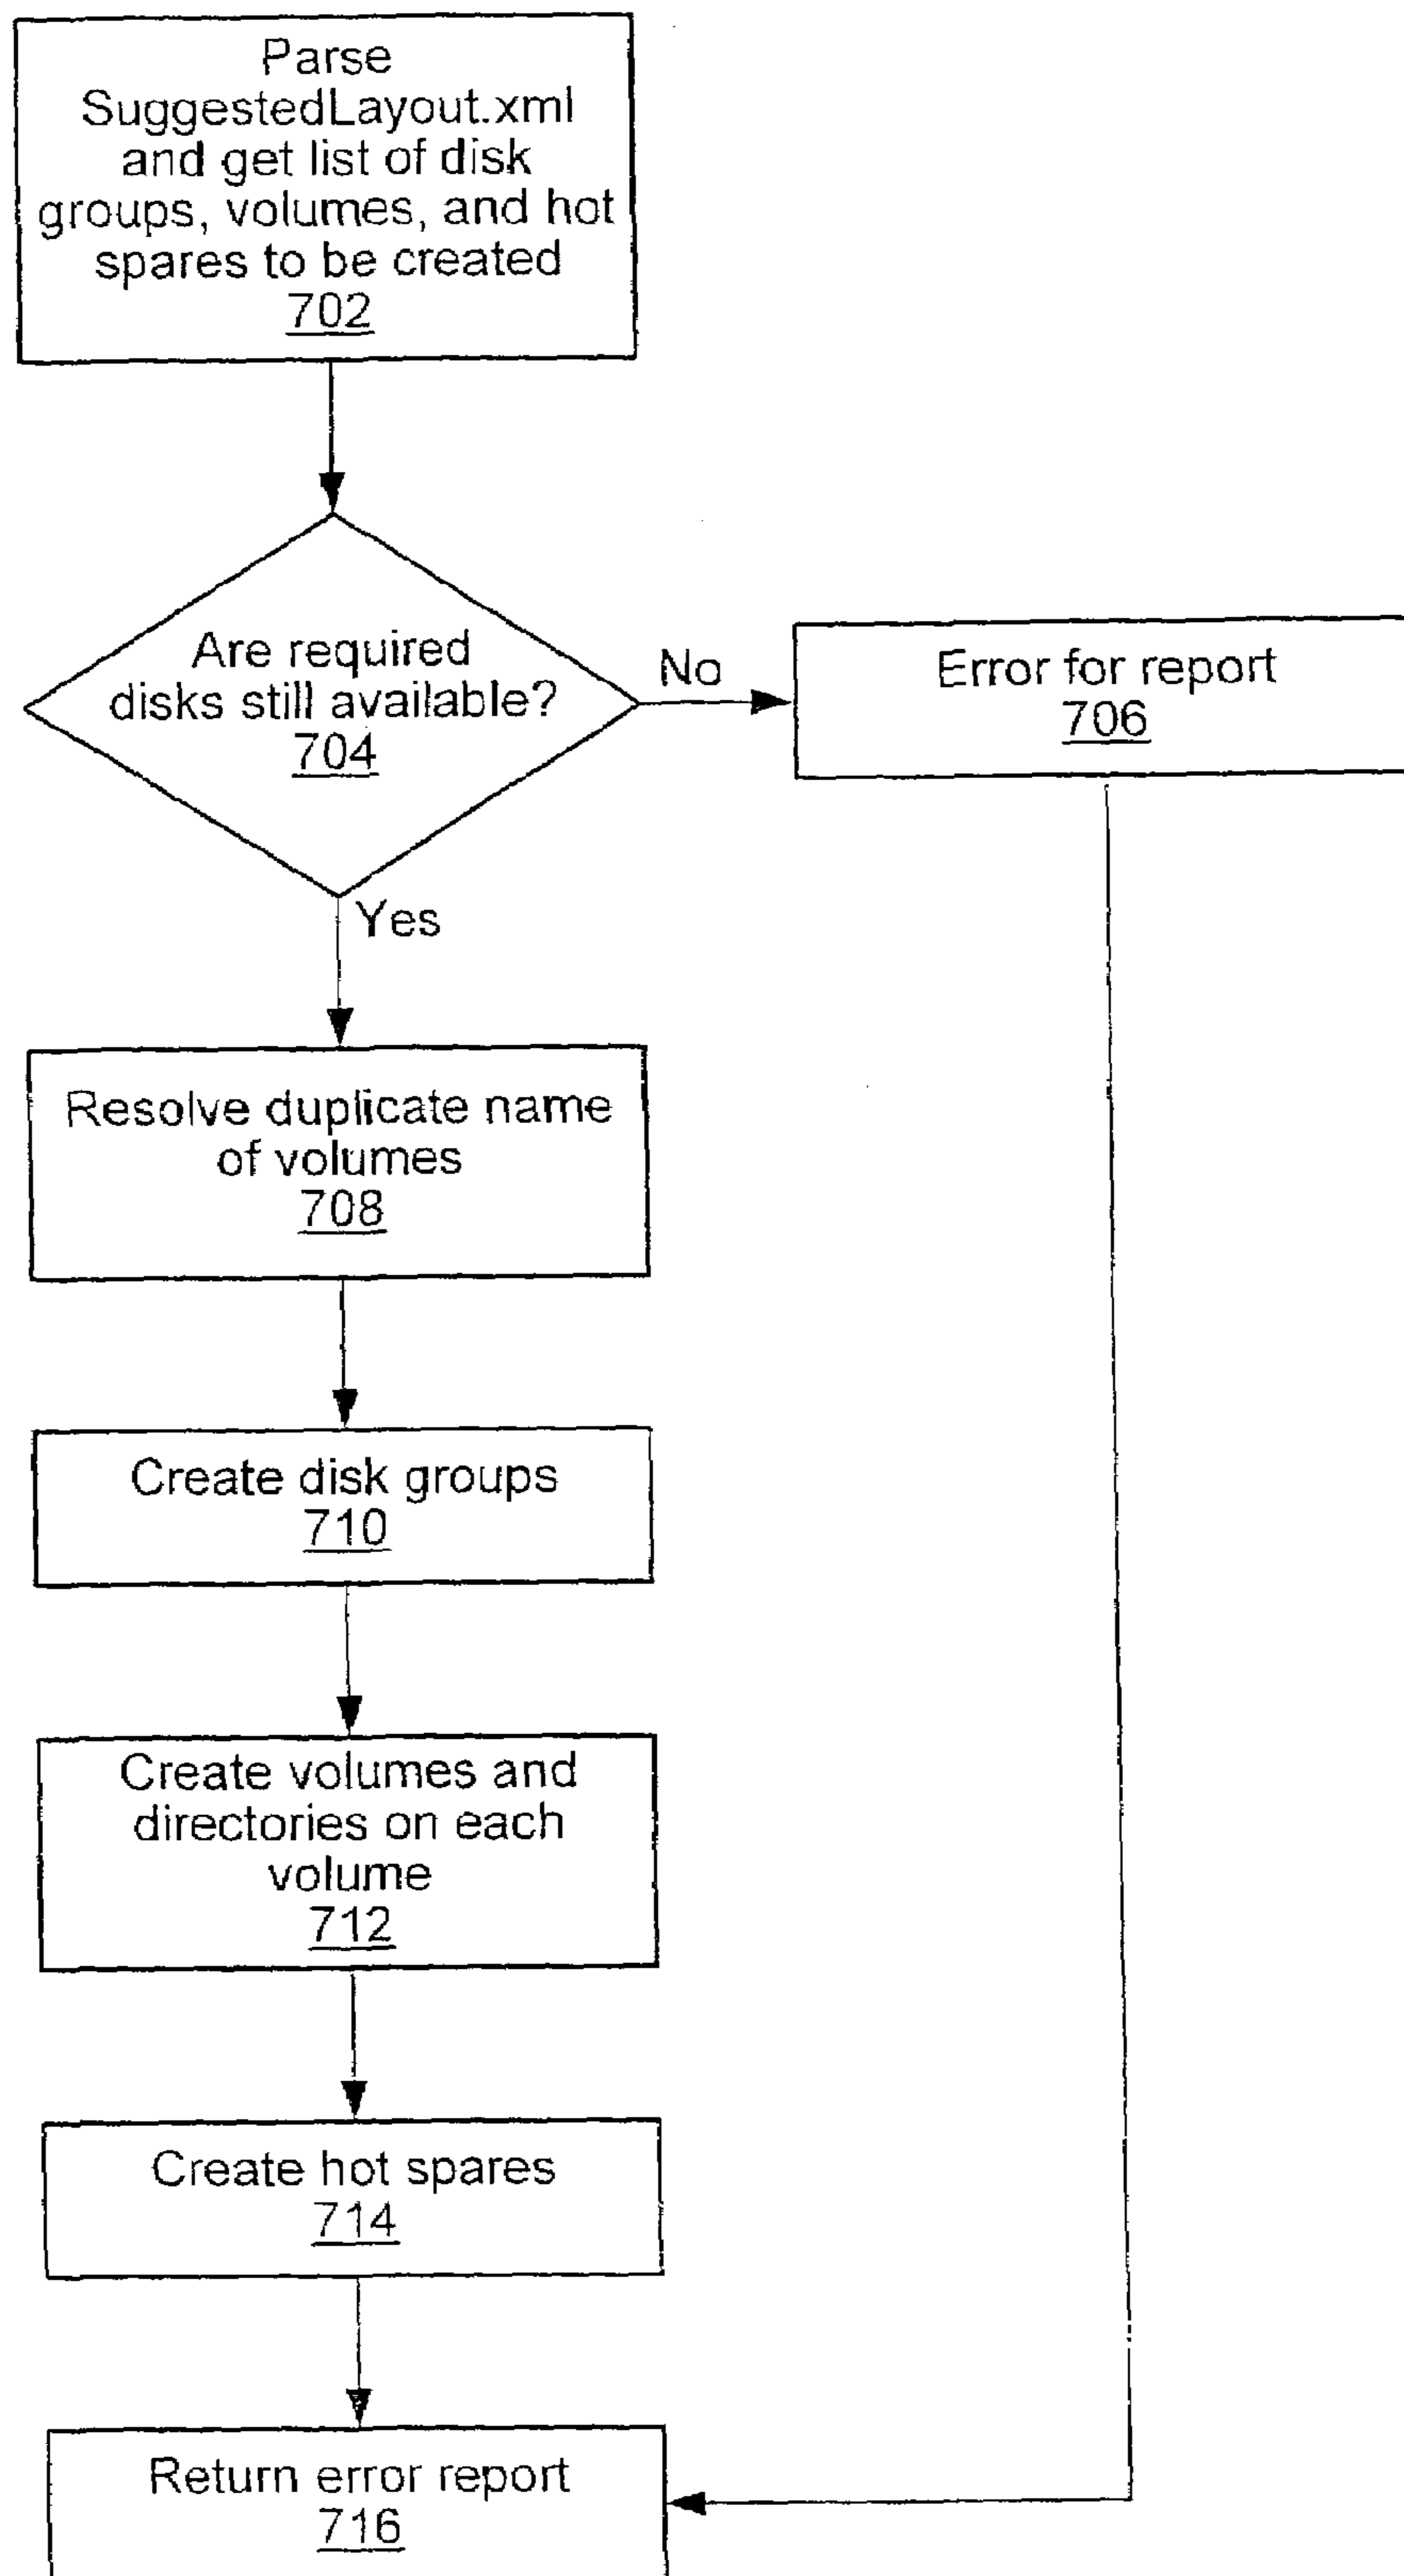 Parse
SuggestedLayout.xml
and get list of disk
groups, volumes, and hot
spares to be created
702
Are required
disks still available?
704
No
Error for report
706
Yes
Resolve duplicate name
of volumes
708
Create disk groups
710
Create volumes and
directories on each
volume
712
Create hot spares
714
Return error report
716